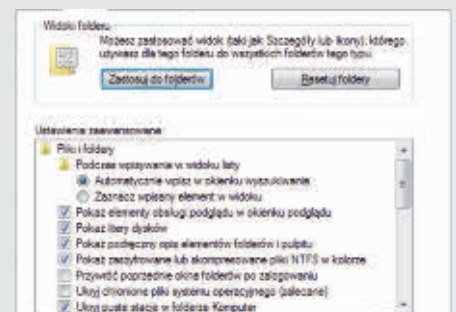 Widoki folderu
Możesz zastosować widok (taki jak Szczegóły lub Ikony), którego
używasz dla tego folderu do wszystkich folderów tego typu.
Zastosuj do folderów
Resetuj foldery
Ustawienia zaawansowane:
Pliki i foldery
Podczas wpisywania w widoku listy
Automatycznie wpisz w okienku wyszukiwania
Zaznacz wpisany element w widoku
Pokaż elementy obsługi podglądu w okienku podglądu
Pokaż litery dysków
Pokaż podręczny opis elementów folderów i pulpitu
Pokaż zaszyfrowane lub skompresowane pliki NTFS w kolorze
Przywróć poprzednie okna folderów po zalogowaniu
Ukryj chronione pliki systemu operacyjnego (zalecane)
Ukryj puste stacje w folderze Komputer